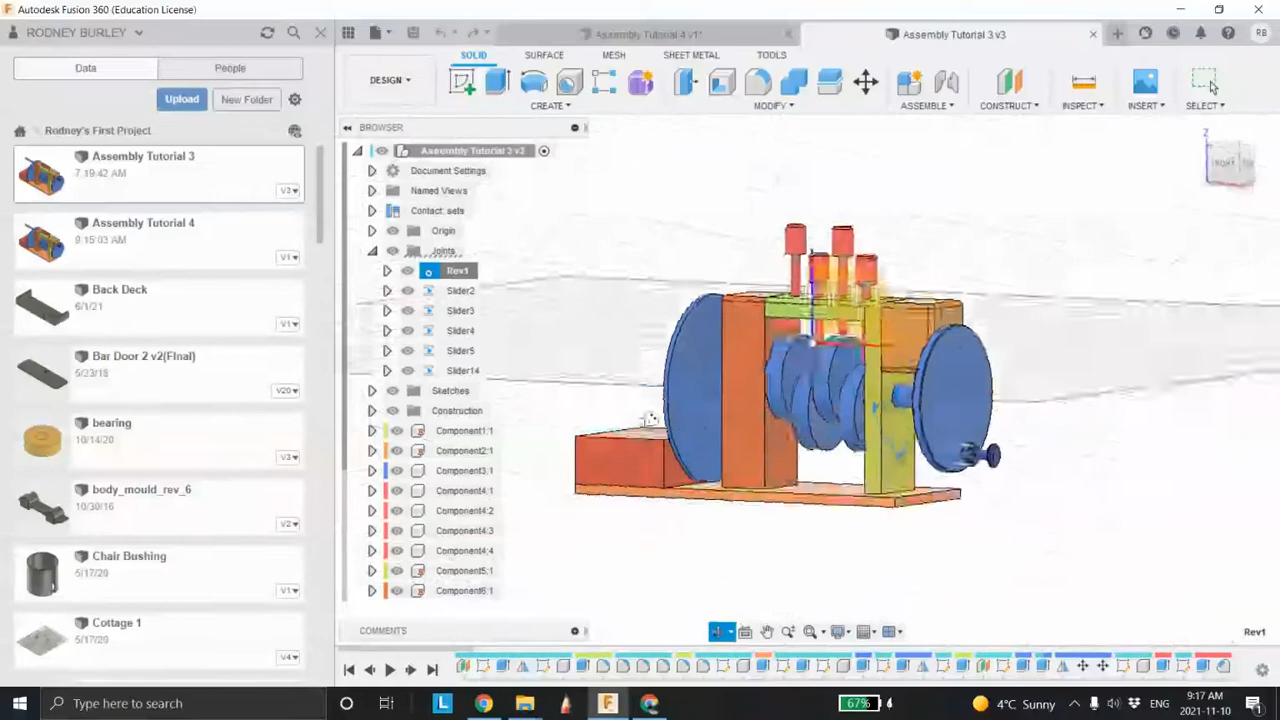 Autodesk Fusion 360 (Education License)
RODNEY BURLEY
Assembly Tutorial 4 v1*
Assembly Tutorial 3 v3
RB
Data
People
SOLID
SURFACE
MESH
SHEET METAL
TOOLS
DESIGN
Upload
New Folder
CREATE
MODIFY
ASSEMBLE
CONSTRUCT
INSPECT
INSERT
SELECT
Rodney's First Project
BROWSER
Assembly Tutorial 3 v3
Document Settings
Named Views
Contact: sets
Origin
Joints
Rev1
Slider2
Slider3
Slider4
Slider5
Slider14
Sketches
Construction
Component1:1
Component2:1
Component3:1
Component4:1
Component4:2
Component4:3
Component4:4
Component5:1
Component6:1
Assembly Tutorial 3
7:19:42 AM
V3
Assembly Tutorial 4
9:15:03 AM
V1
Back Deck
6/1/21
V1
Bar Door 2 v2(FInal)
5/23/18
V20
bearing
10/14/20
V3
body_mould_rev_6
10/30/16
V2
Chair Bushing
5/17/20
V1
Cottage 1
5/17/20
V4
Z
FRONT
COMMENTS
Rev1
Type here to search
67%
4°C Sunny
ENG
9:17 AM
2021-11-10